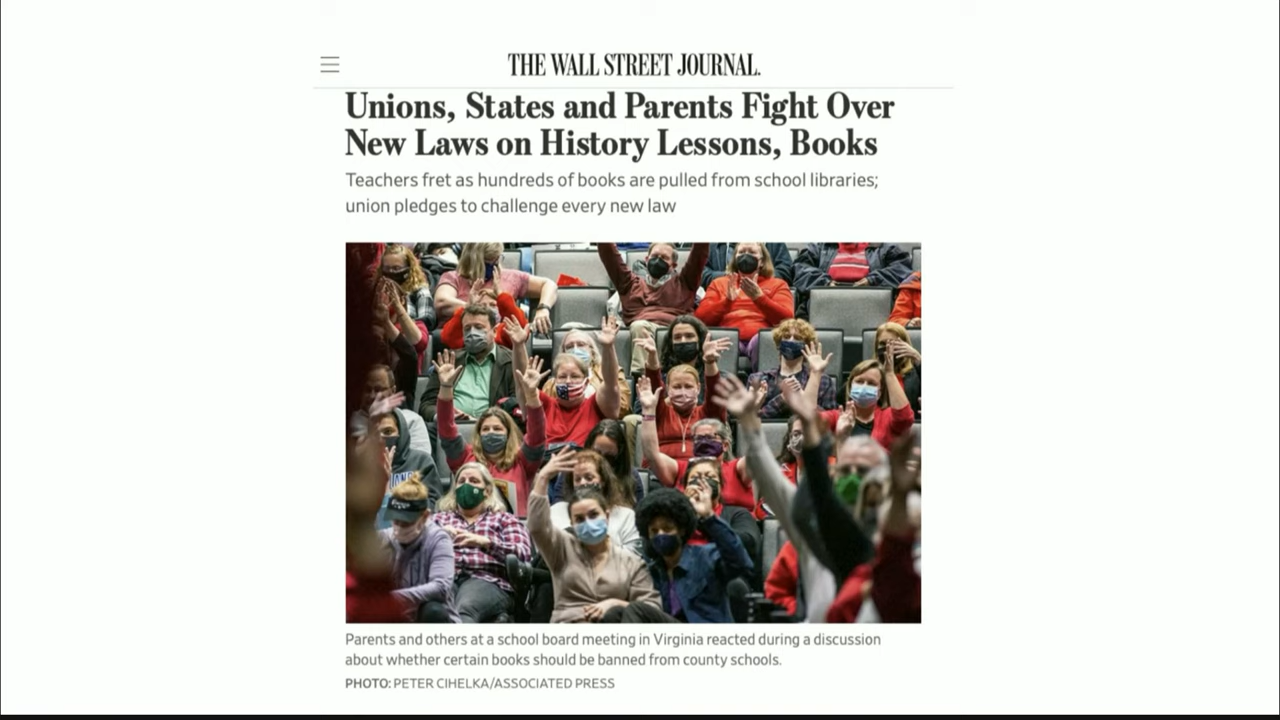 THE WALL STREET JOURNAL.
Unions, States and Parents Fight Over
New Laws on History Lessons, Books
Teachers fret as hundreds of books are pulled from school libraries;
union pledges to challenge every new law
Parents and others at a school board meeting in Virginia reacted during a discussion
about whether certain books should be banned from county schools.
PHOTO: PETER CIHELKA/ASSOCIATED PRESS